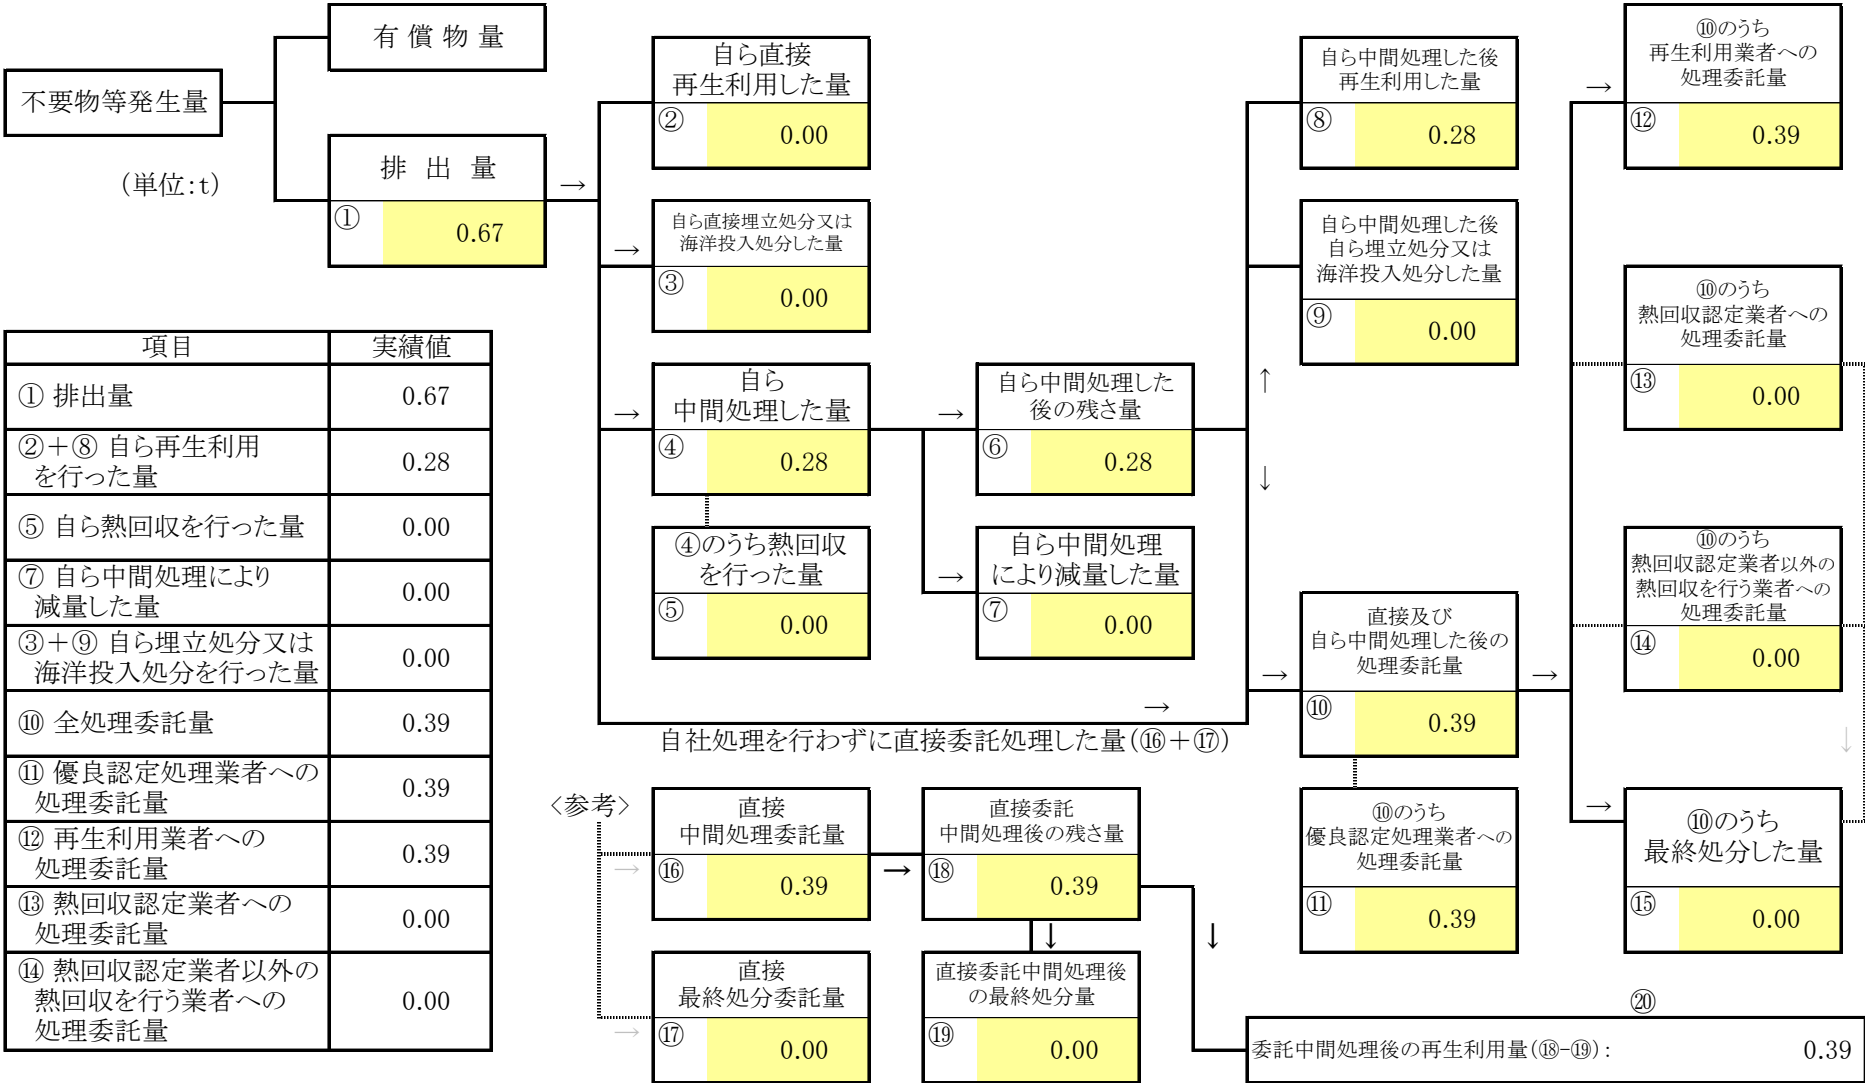 不要物等発生量
(単位:t)
有償物量
排出量
①
0.67
→
自ら直接
再生利用した量
②
0.00
→
自ら直接埋立処分又は
海洋投入処分した量
③
0.00
→
自ら
中間処理した量
④
0.28
④のうち熱回収
を行った量
⑤
0.00
→
自ら中間処理した
後の残さ量
⑥
0.28
→
自ら中間処理
により減量した量
⑦
0.00
↑
↓
自ら中間処理した後
再生利用した量
⑧
0.28
自ら中間処理した後
自ら埋立処分又は
海洋投入処分した量
⑨
0.00
→
自社処理を行わずに直接委託処理した量(⑯+⑰)
→
直接及び
自ら中間処理した後の
処理委託量
⑩
0.39
⑩のうち
優良認定処理業者への
処理委託量
⑪
0.39
→
→
⑩のうち
再生利用業者への
処理委託量
⑫
0.39
⑩のうち
熱回収認定業者への
処理委託量
⑬
0.00
⑩のうち
熱回収認定業者以外の
熱回収を行う業者への
処理委託量
⑭
0.00
↓
→
⑩のうち
最終処分した量
⑮
0.00
項目 実績値
① 排出量 0.67
②+⑧ 自ら再生利用
を行った量 0.28
⑤ 自ら熱回収を行った量 0.00
⑦ 自ら中間処理により
減量した量 0.00
③+⑨ 自ら埋立処分又は
海洋投入処分を行った量 0.00
⑩ 全処理委託量 0.39
⑪ 優良認定処理業者への
処理委託量 0.39
⑫ 再生利用業者への
処理委託量 0.39
⑬ 熱回収認定業者への
処理委託量 0.00
⑭ 熱回収認定業者以外の
熱回収を行う業者への
処理委託量 0.00
〈参考〉
→
直接
中間処理委託量
⑯
0.39
→
直接
最終処分委託量
⑰
0.00
→
直接委託
中間処理後の残さ量
⑱
0.39
↓
直接委託中間処理後
の最終処分量
⑲
0.00
↓
⑳
委託中間処理後の再生利用量(⑱-⑲): 0.39